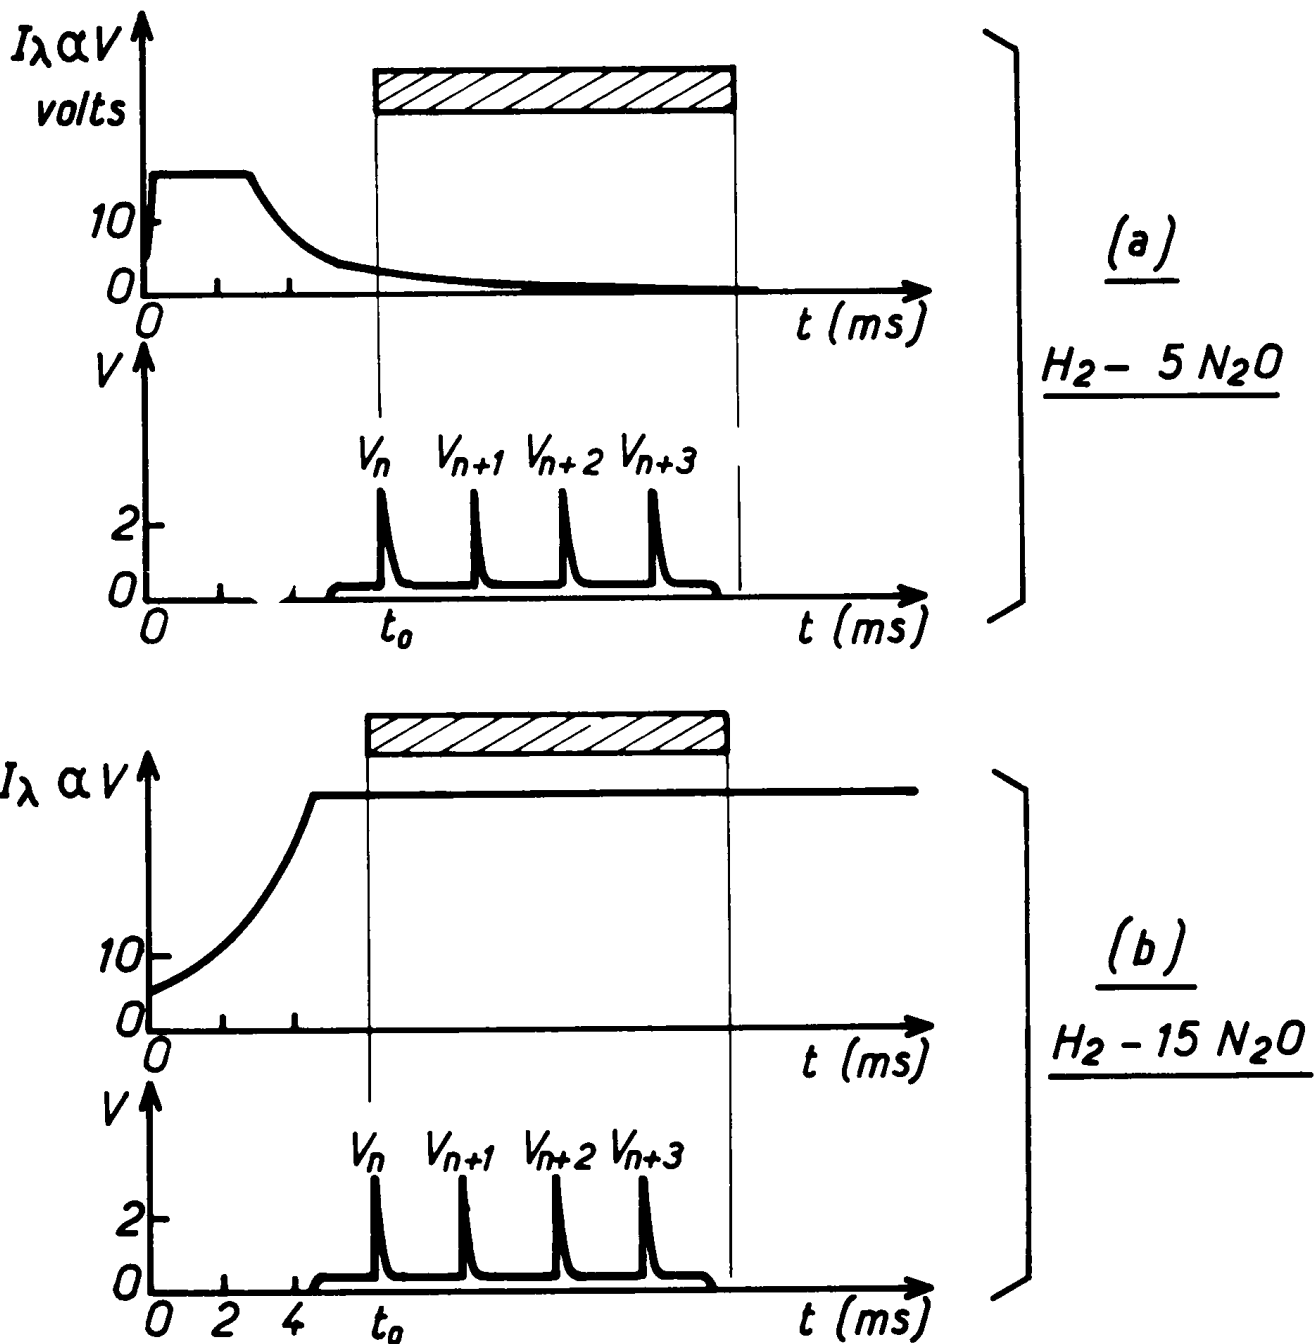 IλαV
volts
10
0
0
t (ms)
V
Vn Vn+1 Vn+2 Vn+3
2
0
0
t₀
t (ms)
(a)
H₂ - 5 N₂O
Iλ αV
10
0
0
t (ms)
V
Vn Vn+1 Vn+2 Vn+3
2
0
0 2 4 t₀ t (ms)
(b)
H₂ - 15 N₂O